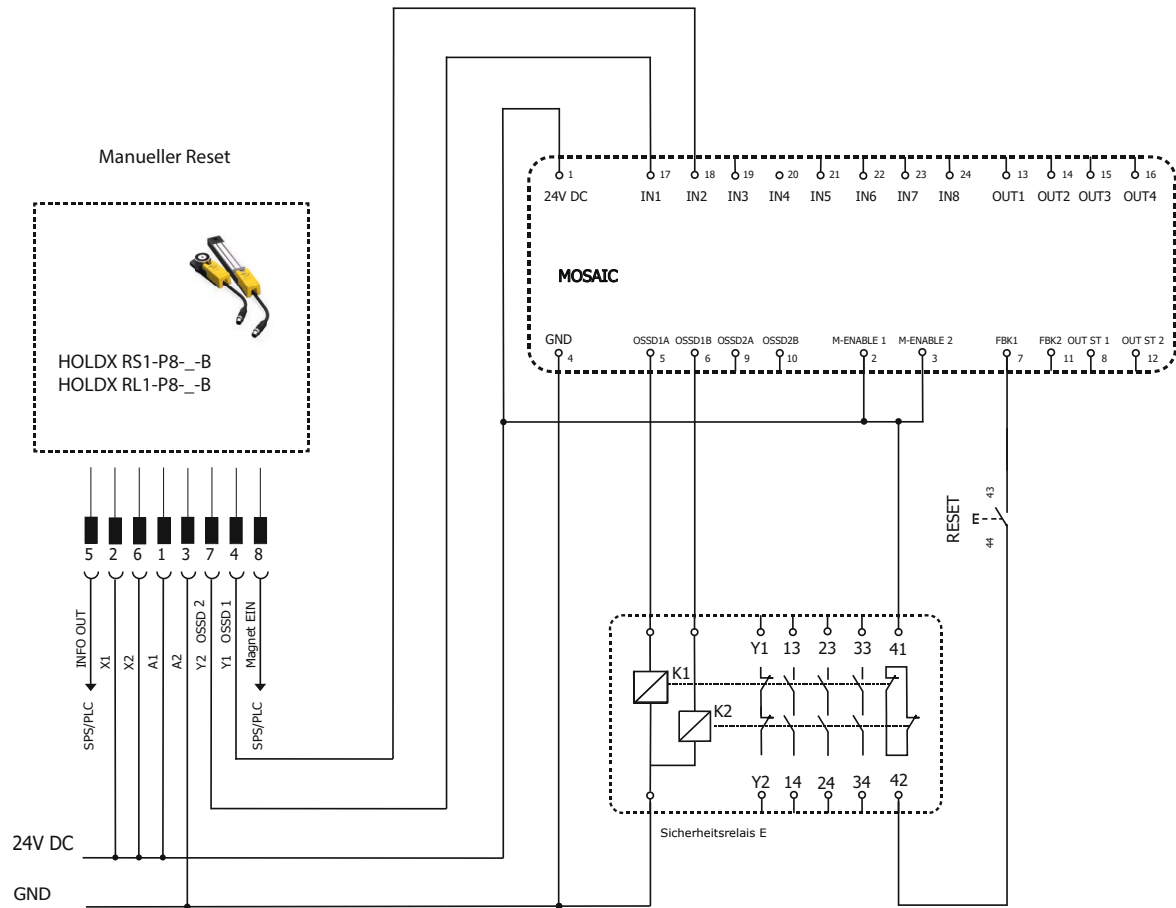 Manueller Reset
HOLDX RS1-P8-_-B
HOLDX RL1-P8-_-B
1 17 18 19 20 21 22 23 24 13 14 15 16
24V DC IN1 IN2 IN3 IN4 IN5 IN6 IN7 IN8 OUT1 OUT2 OUT3 OUT4
MOSAIC
GND OSSD1A OSSD1B OSSD2A OSSD2B M-ENABLE 1 M-ENABLE 2 FBK1 FBK2 OUT ST 1 OUT ST 2
4 5 6 9 10 2 3 7 11 8 12
5 2 6 1 3 7 4 8
INFO OUT
SPS/PLC
X1
X2
A1
A2
Y2 OSSD 2
Y1 OSSD 1
Magnet EIN
SPS/PLC
RESET
43
E
44
Y1 13 23 33 41
K1
K2
Y2 14 24 34 42
Sicherheitsrelais E
24V DC
GND